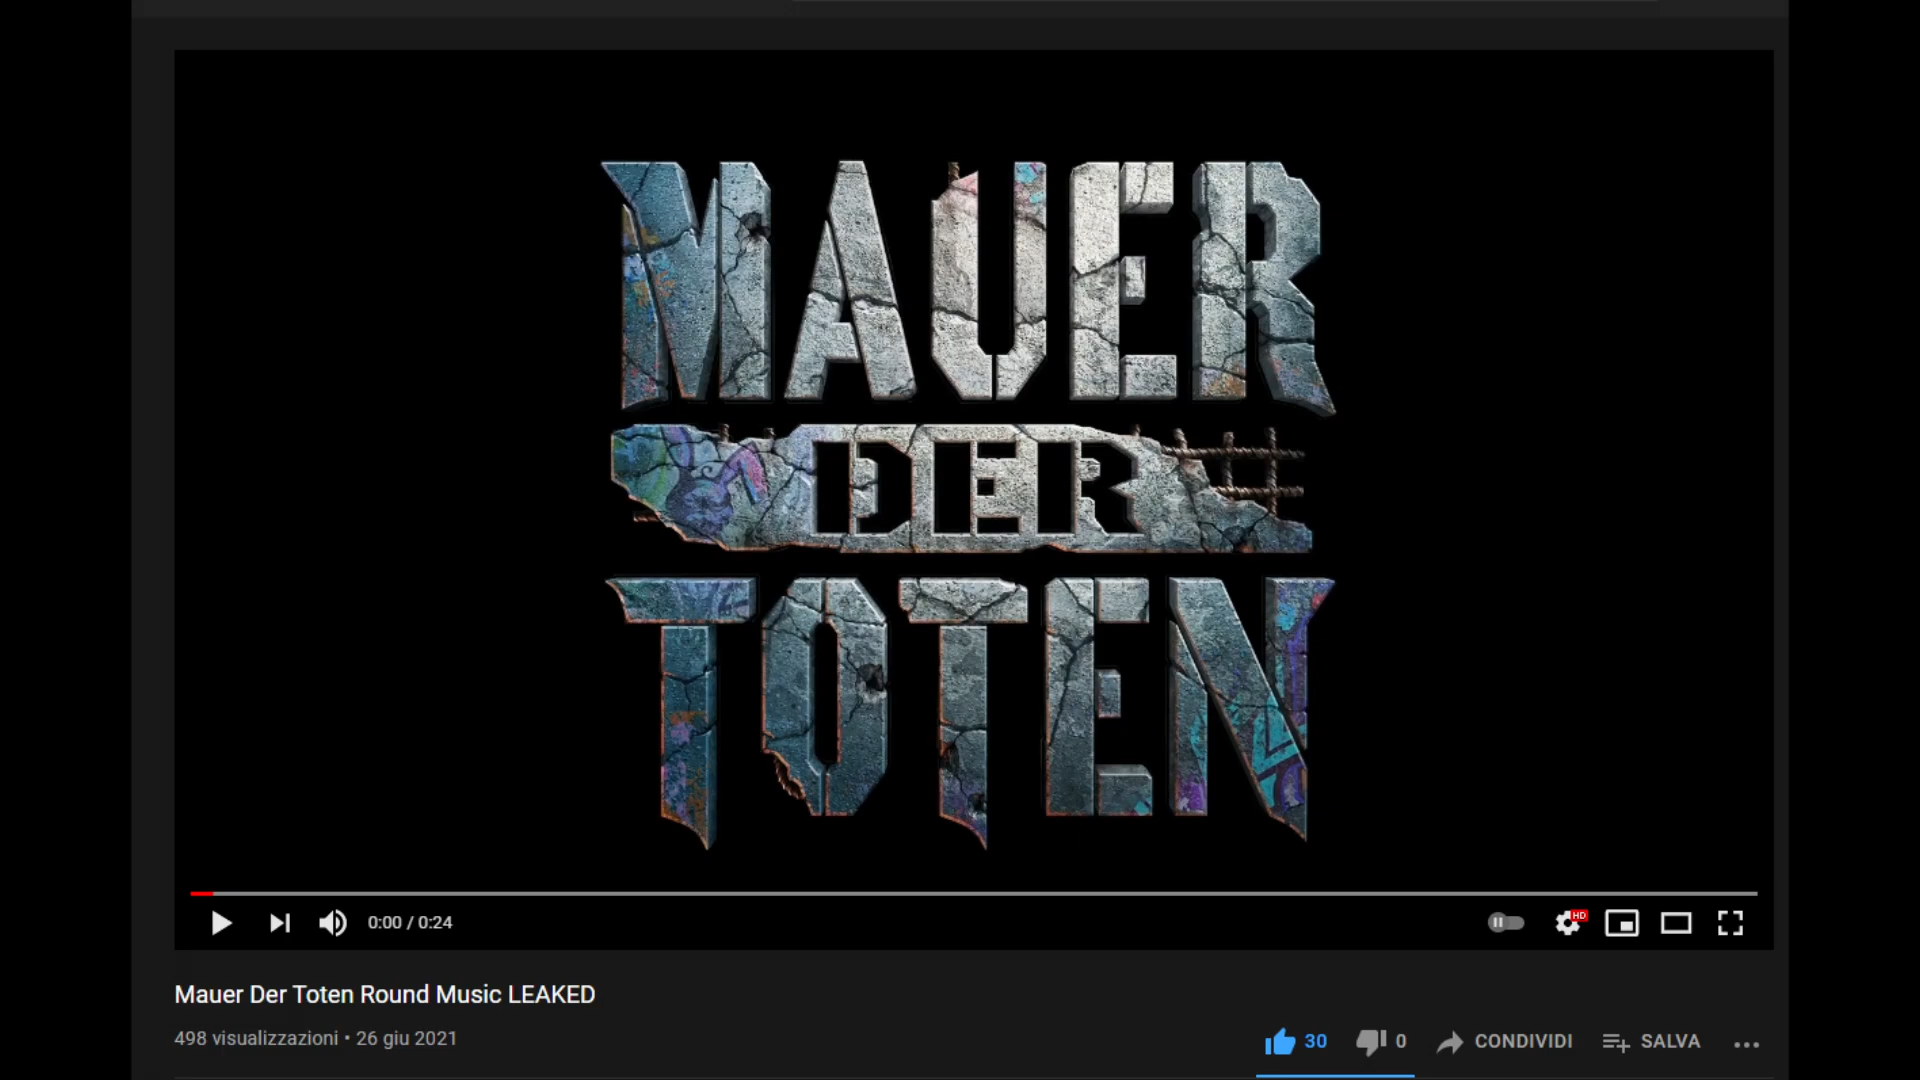 MAUER
DER
TOTEN
0:00 / 0:24
HD
Mauer Der Toten Round Music LEAKED
498 visualizzazioni • 26 giu 2021
30
0
CONDIVIDI
SALVA